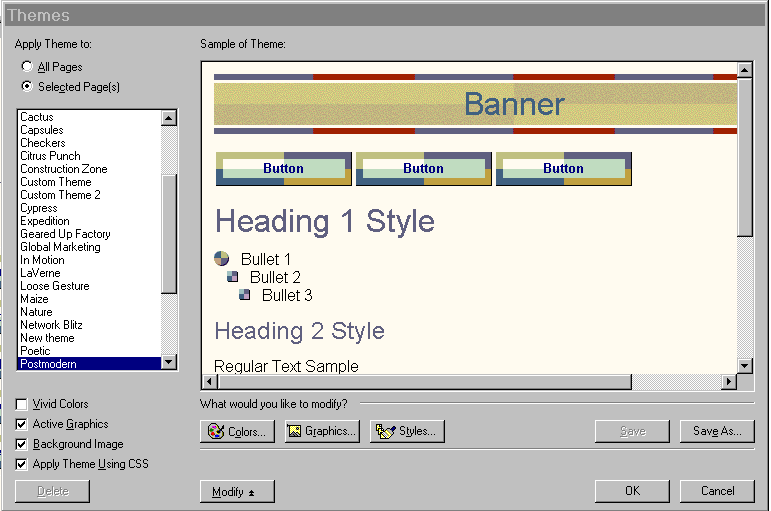 Themes
Apply Theme to:
All Pages
Selected Page(s)
Cactus
Capsules
Checkers
Citrus Punch
Construction Zone
Custom Theme
Custom Theme 2
Cypress
Expedition
Geared Up Factory
Global Marketing
In Motion
LaVerne
Loose Gesture
Maize
Nature
Network Blitz
New theme
Poetic
Postmodern
Vivid Colors
Active Graphics
Background Image
Apply Theme Using CSS
Delete
Sample of Theme:
Banner
Button Button Button
Heading 1 Style
Bullet 1
Bullet 2
Bullet 3
Heading 2 Style
Regular Text Sample
What would you like to modify?
Colors... Graphics... Styles... Save Save As...
Modify OK Cancel